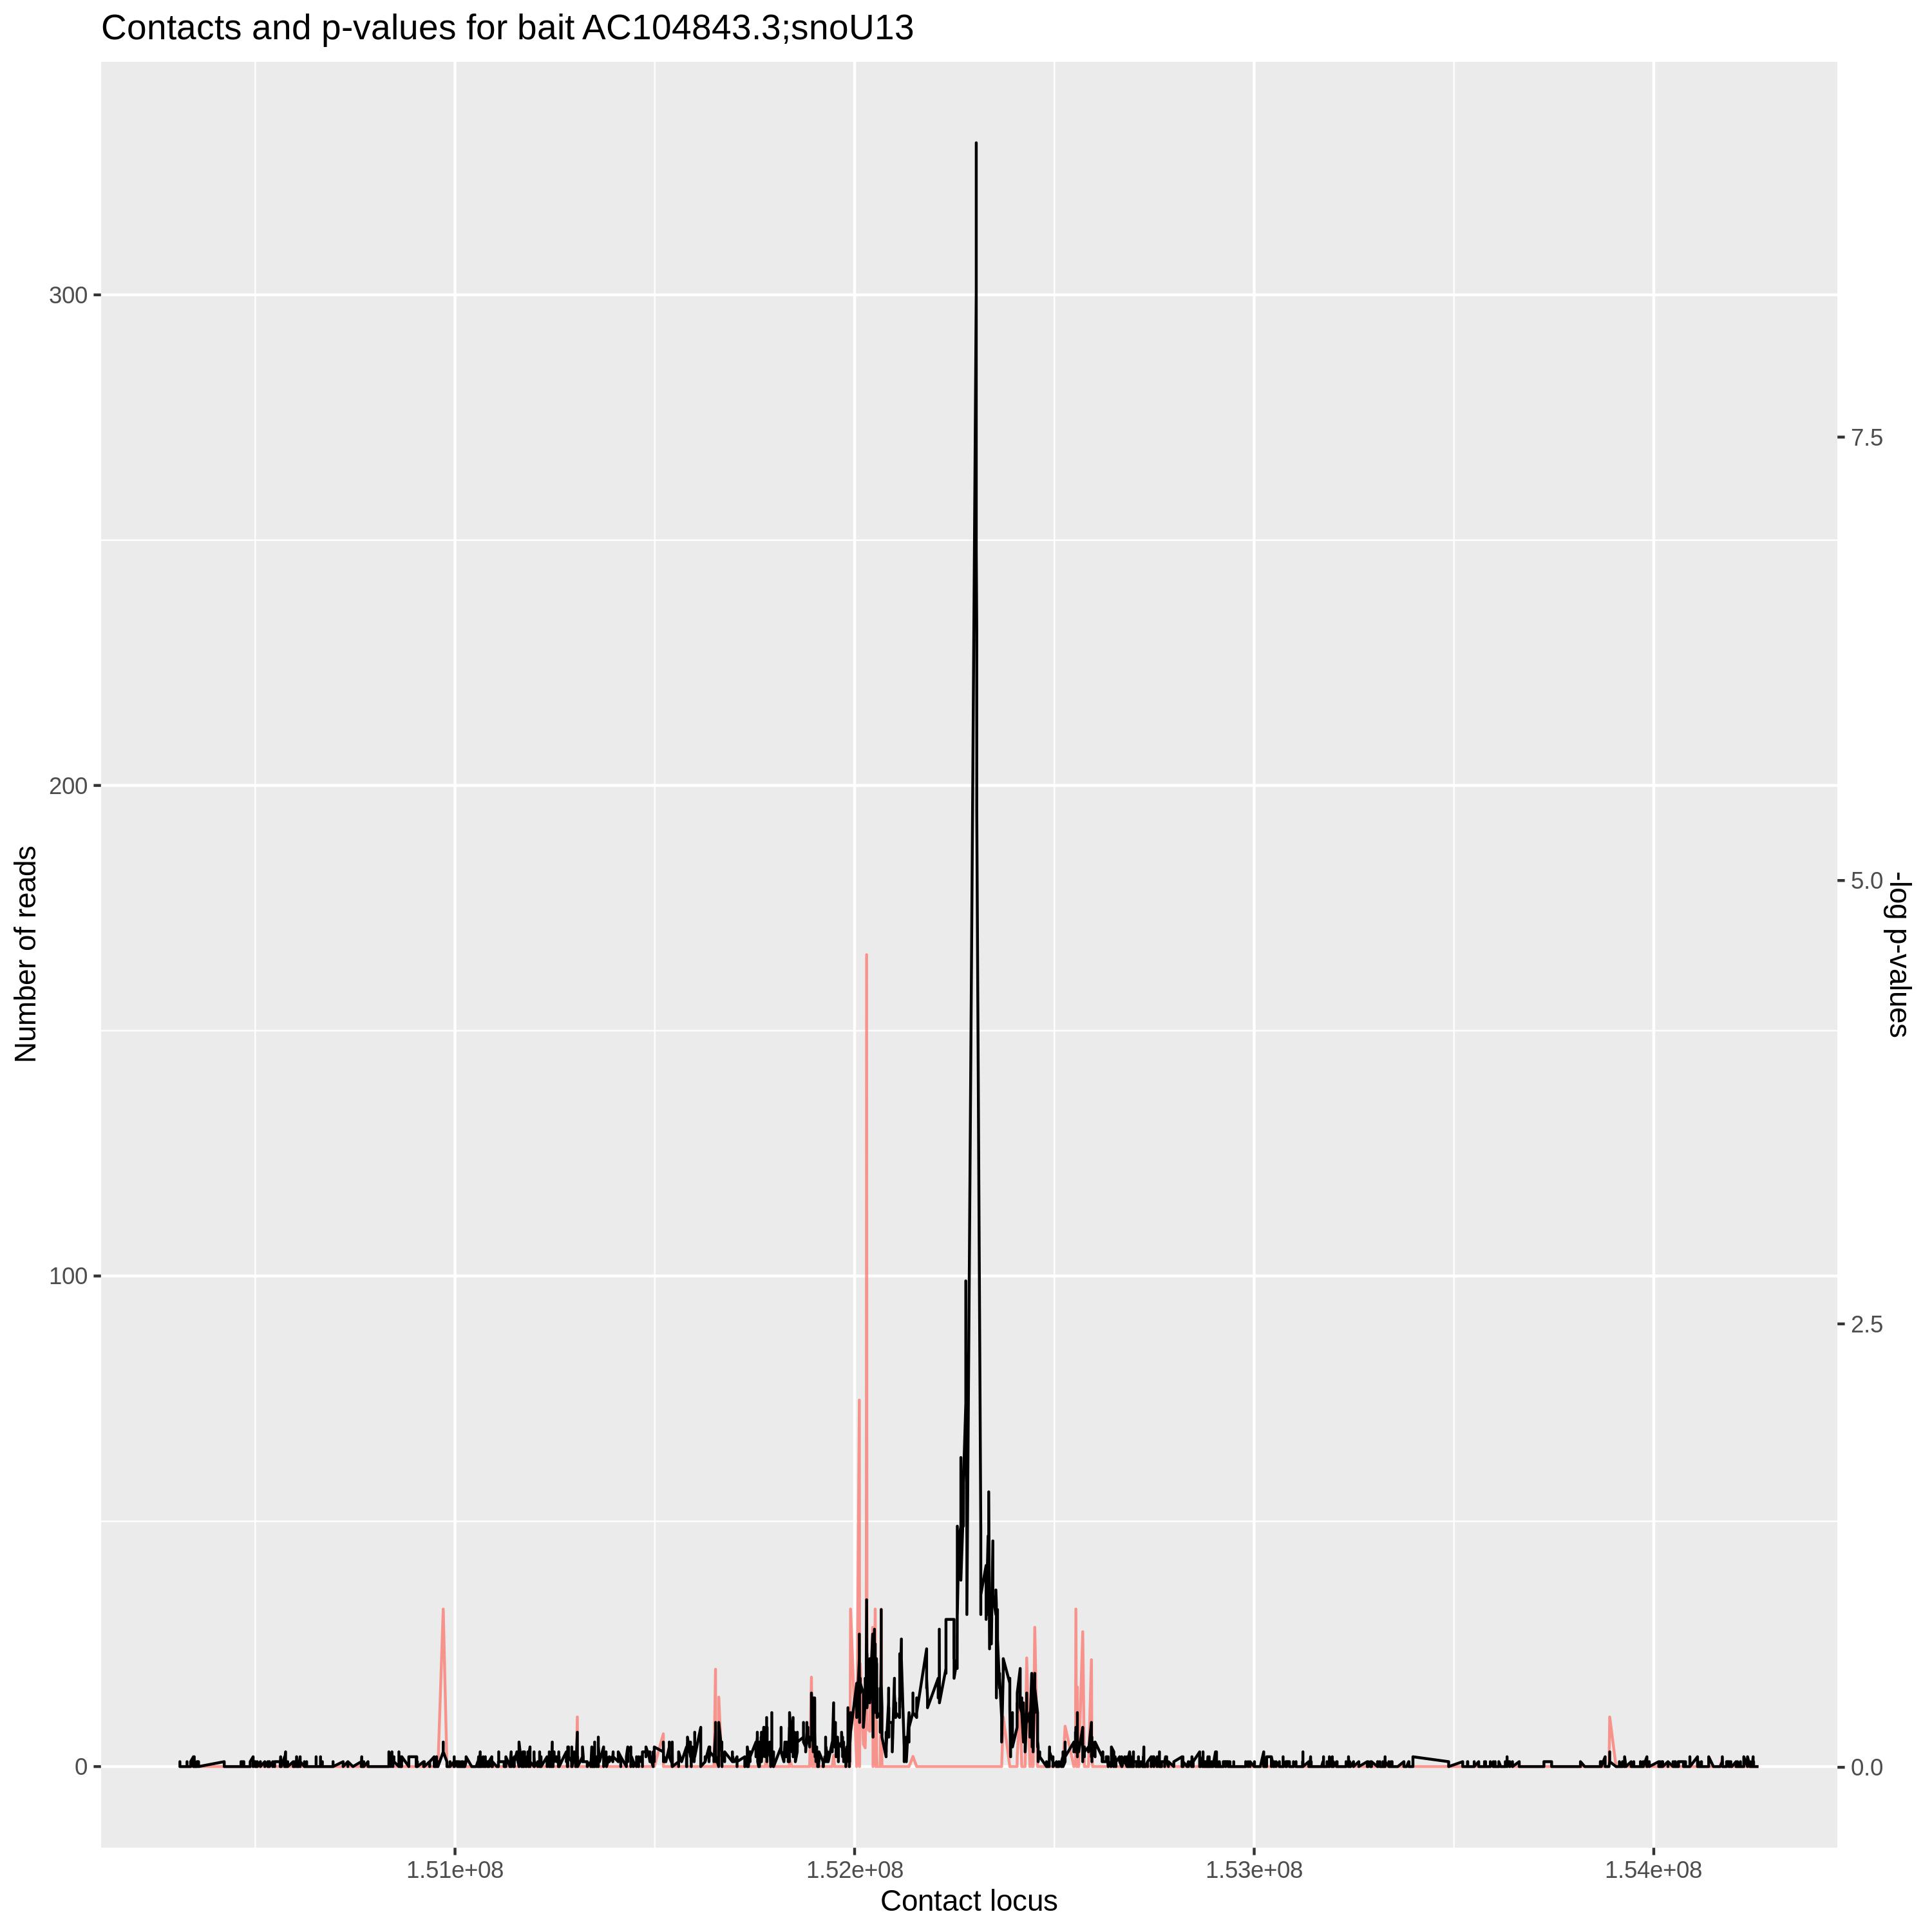 Contacts and p-values for bait AC104843.3;snoU13
300
200
100
0
Number of reads
7.5
5.0
2.5
0.0
-log p-values
1.51e+08
1.52e+08
1.53e+08
1.54e+08
Contact locus